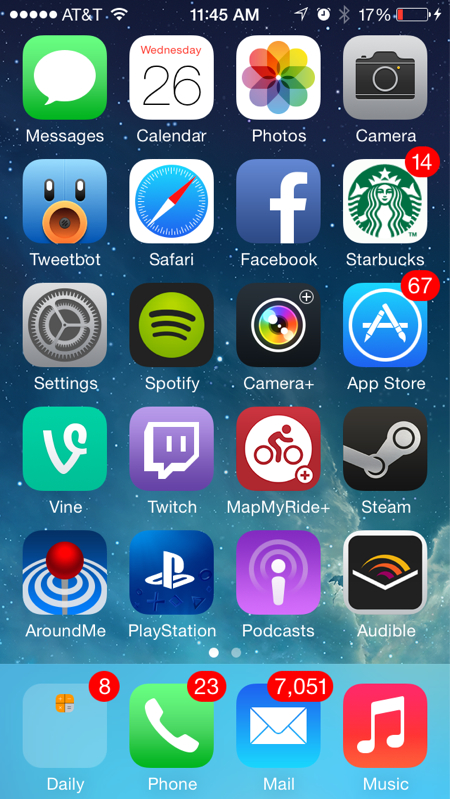 AT&T 11:45 AM 17%
Wednesday
26
Messages Calendar Photos Camera
14
Tweetbot Safari Facebook Starbucks
67
Settings Spotify Camera+ App Store
Vine Twitch MapMyRide+ Steam
AroundMe PlayStation Podcasts Audible
8 23 7,051
Daily Phone Mail Music